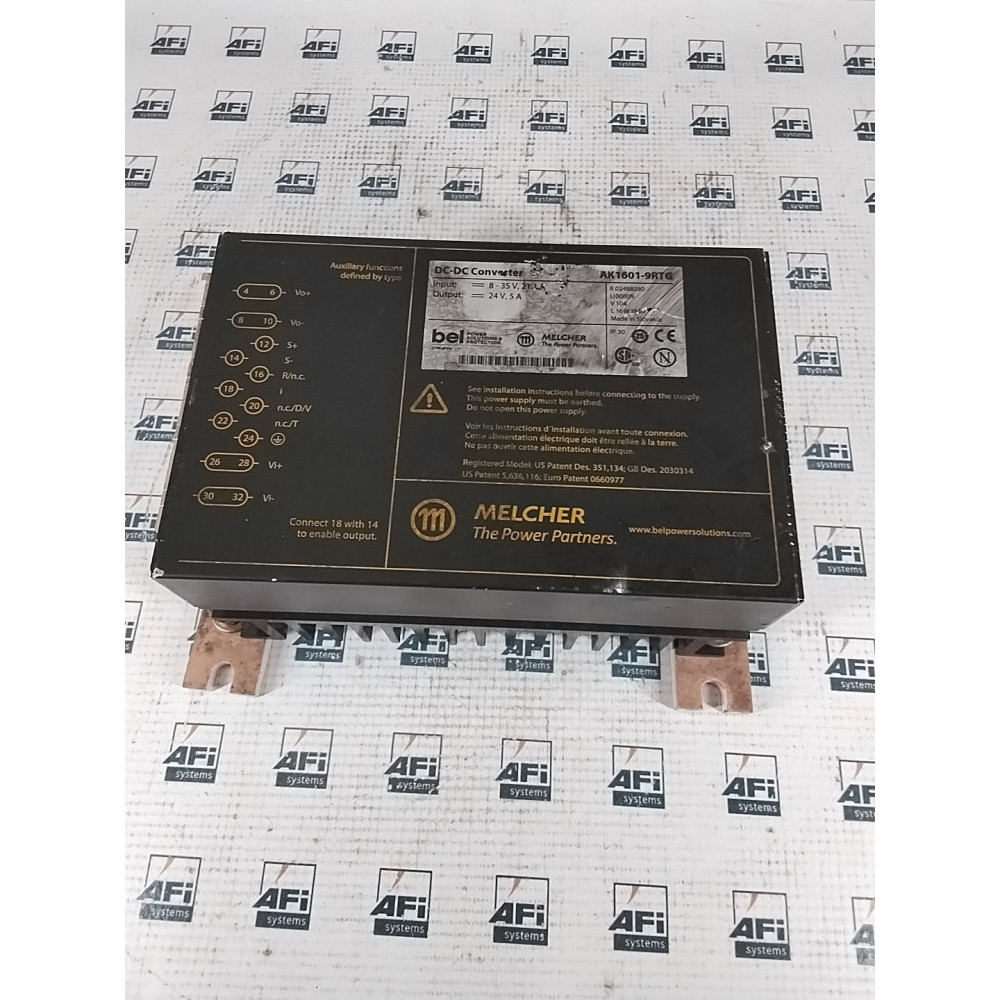 Auxiliary functions
defined by type
4 6 Vo+
8 10 Vo-
12 S+
14 S-
16 R/n.c.
18 i
20 n.c./D/V
22 n.c./T
24
26 28 Vi+
30 32 Vi-
Connect 18 with 14
to enable output.
DC-DC Converter AK1601-9RTG
Input: 8 - 35 V,
Output: 24 V, 5 A
V104
Made in Slovakia
bel POWER SOLUTIONS & PROTECTION
m MELCHER
The Power Partners.
IP 30
CE
N
See installation instructions before connecting to the supply.
This power supply must be earthed.
Do not open this power supply.
Voir les instructions d'installation avant toute connexion.
Cette alimentation électrique doit être reliée à la terre.
Ne pas ouvrir cette alimentation électrique.
Registered Model: US Patent Des. 351,134; GB Des. 2030314
US Patent 5,636,116; Euro Patent 0660977
m MELCHER
The Power Partners.
www.belpowersolutions.com
AFi
systems